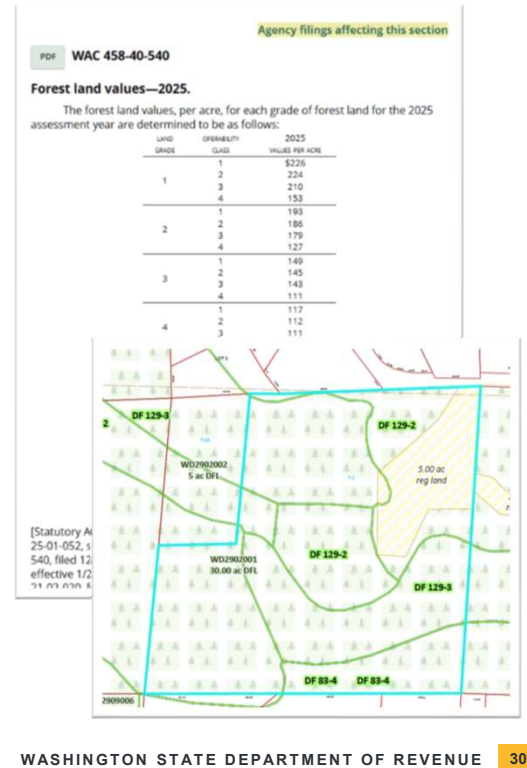 Agency filings affecting this section
PDF WAC 458-40-540
Forest land values—2025.
The forest land values, per acre, for each grade of forest land for the 2025
assessment year are determined to be as follows:
LAND OPERABILITY 2025
GRADE CLASS VALUES PER ACRE
1 $226
2 224
1
3 210
4 153
1 193
2 186
2
3 179
4 127
1 149
2 145
3
3 143
4 111
1 117
2 112
4
3 111
DF 129-3
2
DF 129-2
WD2902002
5 ac DFL
5.00 ac
reg land
DF 129-2
WD2902001
30.00 ac DFL
DF 129-3
DF 83-4 DF 83-4
2909006
[Statutory Au
25-01-052, s
540, filed 12
effective 1/2
WASHINGTON STATE DEPARTMENT OF REVENUE 30